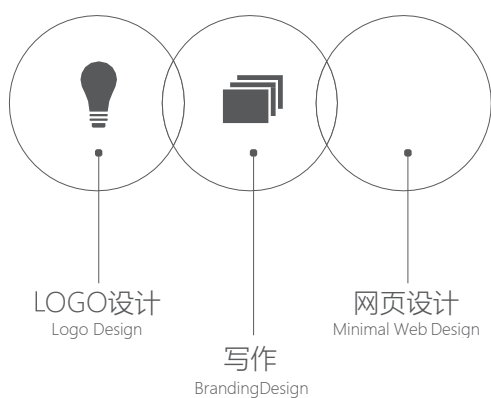 LOGO设计
Logo Design
写作
BrandingDesign
网页设计
Minimal Web Design